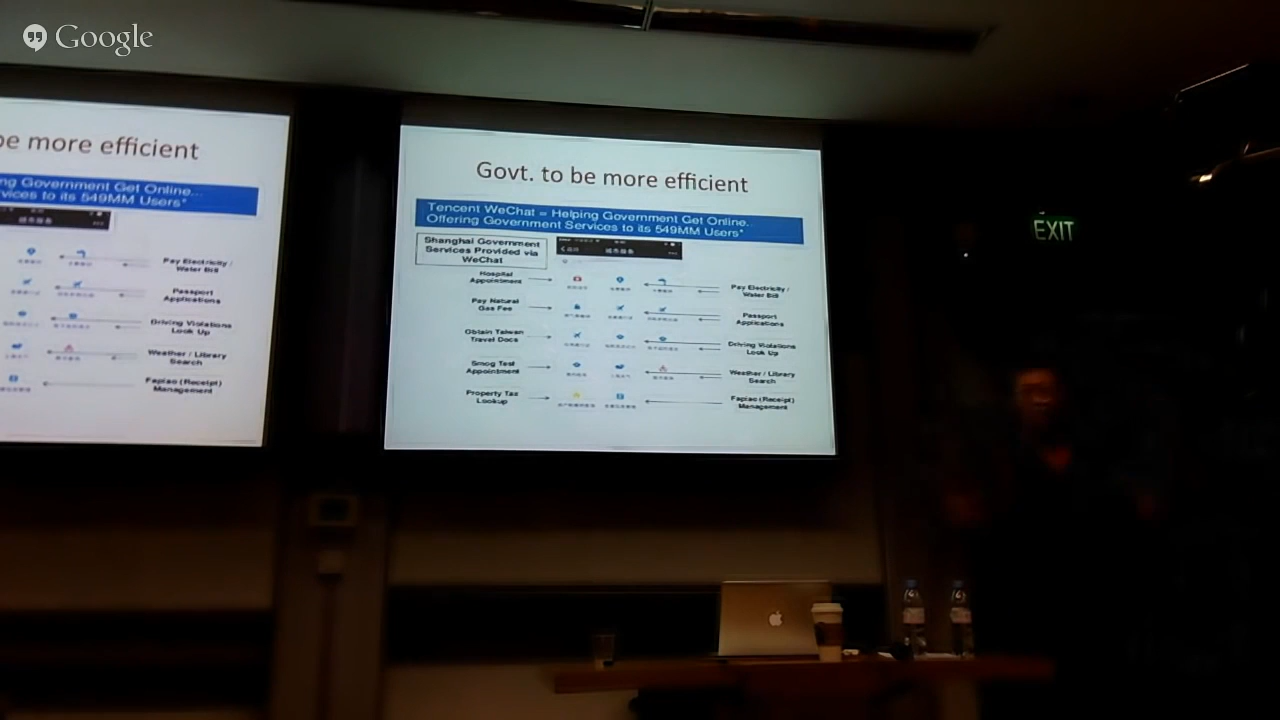 Google
be more efficient
ng Government Get Online...
vices to its 549MM Users*
Pay Electricity /
Water Bill
Passport
Applications
Driving Violations
Look Up
Weather / Library
Search
Fapiao (Receipt)
Management
Govt. to be more efficient
Tencent WeChat = Helping Government Get Online...
Offering Government Services to its 549MM Users*
Shanghai Government
Services Provided via
WeChat
Hospital
Appointment
Pay Natural
Gas Fee
Obtain Taiwan
Travel Docs
Smog Test
Appointment
Property Tax
Lookup
Pay Electricity /
Water Bill
Passport
Applications
Driving Violations
Look Up
Weather / Library
Search
Fapiao (Receipt)
Management
EXIT